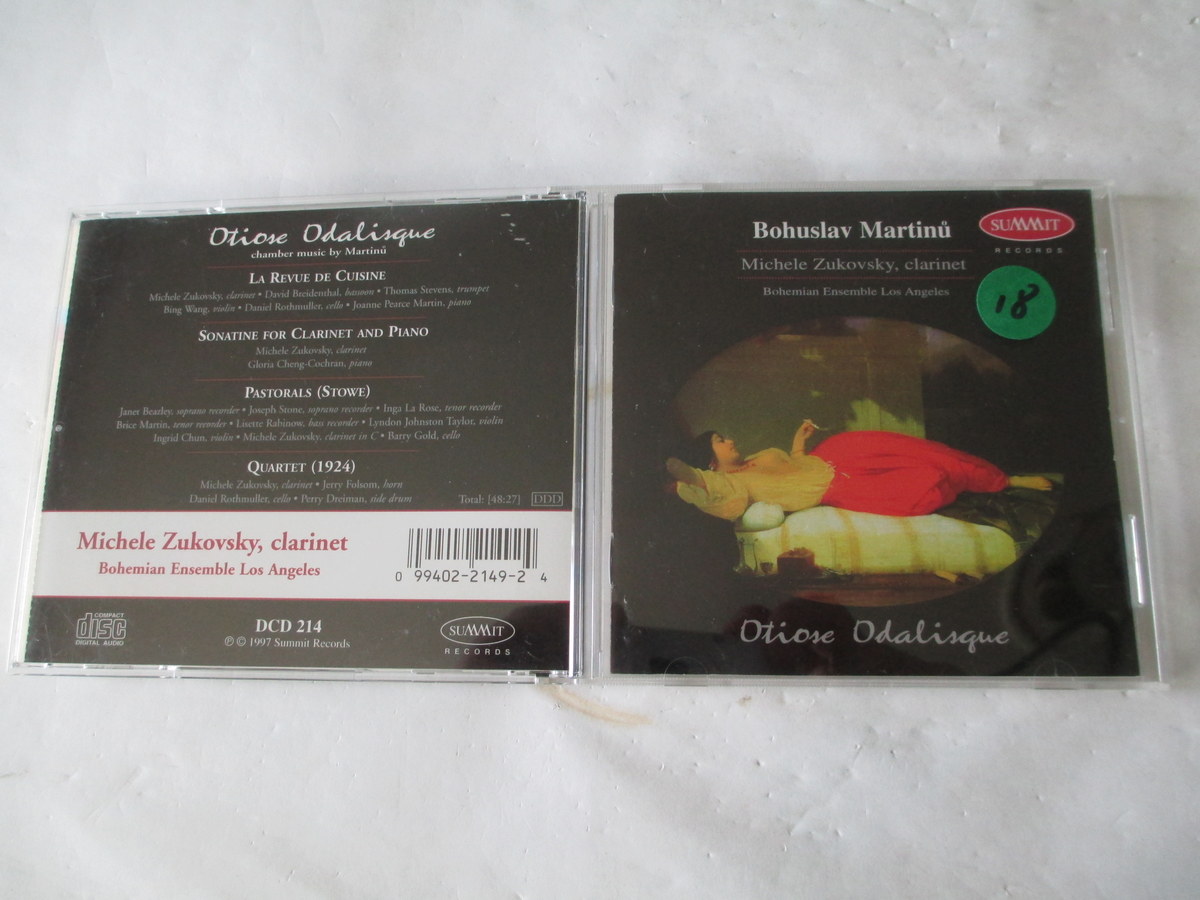 Otiose Odalisque
chamber music by Martinů
La Revue de Cuisine
Michele Zukovsky, clarinet • David Breidenthal, bassoon • Thomas Stevens, trumpet
Bing Wang, violin • Daniel Rothmuller, cello • Joanne Pearce Martin, piano
Sonatine for Clarinet and Piano
Michele Zukovsky, clarinet
Gloria Cheng-Cochran, piano
Pastorals (Stowe)
Janet Beazley, soprano recorder • Joseph Stone, soprano recorder • Inga La Rose, tenor recorder
Brice Martin, tenor recorder • Lisette Rabinow, bass recorder • Lyndon Johnston Taylor, violin
Ingrid Chun, violin • Michele Zukovsky, clarinet in C • Barry Gold, cello
Quartet (1924)
Michele Zukovsky, clarinet • Jerry Folsom, horn
Daniel Rothmuller, cello • Perry Dreiman, side drum
Total: [48:27] DDD
Michele Zukovsky, clarinet
Bohemian Ensemble Los Angeles
0 99402-2149-2 4
COMPACT
disc
DIGITAL AUDIO
DCD 214
℗ © 1997 Summit Records
SUMMIT
RECORDS
Bohuslav Martinů
Michele Zukovsky, clarinet
Bohemian Ensemble Los Angeles
SUMMIT
RECORDS
18
Otiose Odalisque